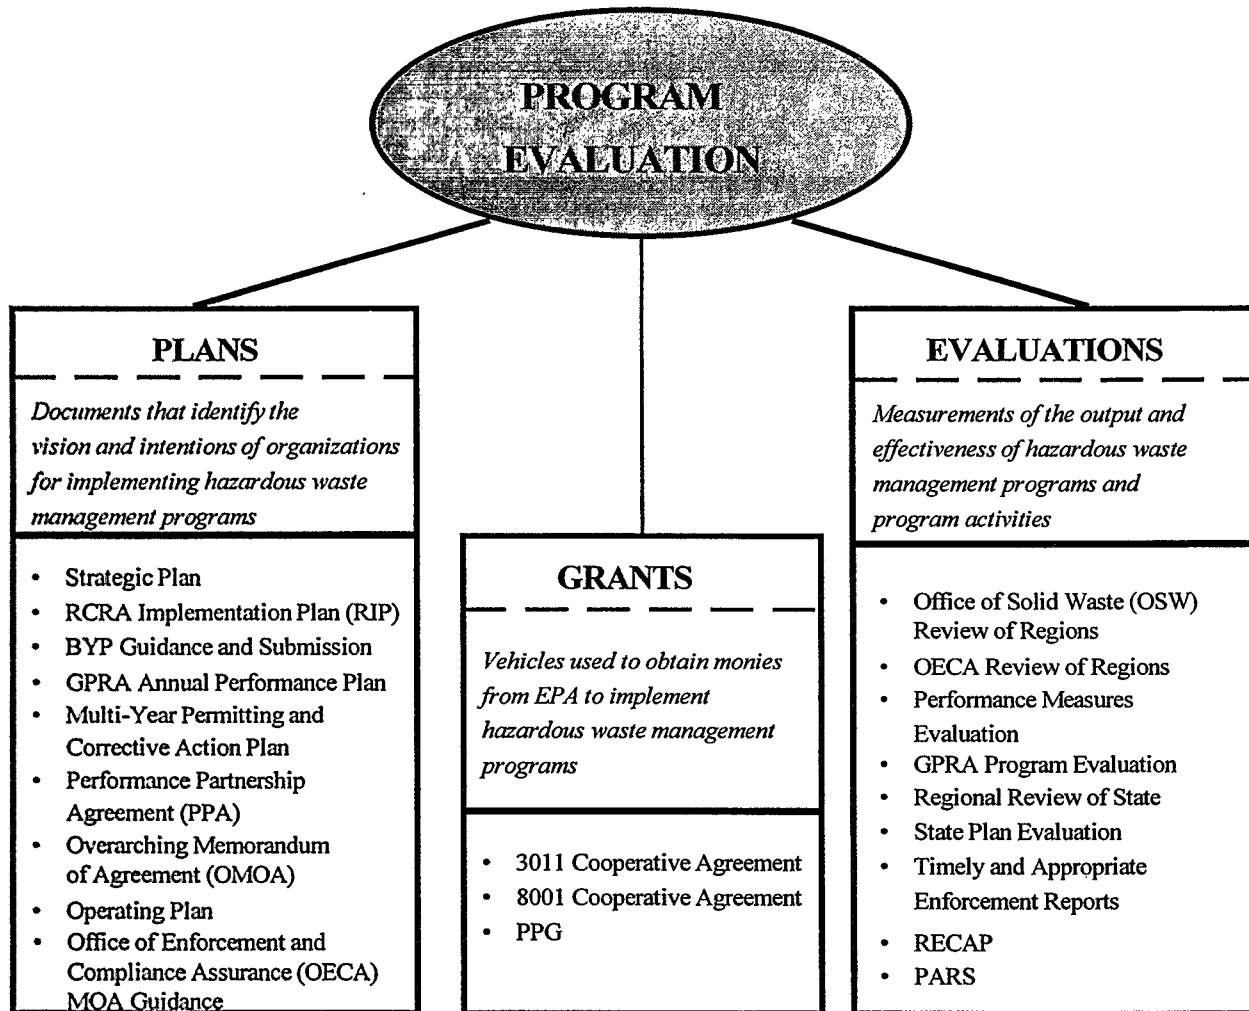 PROGRAM
EVALUATION
PLANS
Documents that identify the
vision and intentions of organizations
for implementing hazardous waste
management programs
• Strategic Plan
• RCRA Implementation Plan (RIP)
• BYP Guidance and Submission
• GPRA Annual Performance Plan
• Multi-Year Permitting and
Corrective Action Plan
• Performance Partnership
Agreement (PPA)
• Overarching Memorandum
of Agreement (OMOA)
• Operating Plan
• Office of Enforcement and
Compliance Assurance (OECA)
MOA Guidance
GRANTS
Vehicles used to obtain monies
from EPA to implement
hazardous waste management
programs
• 3011 Cooperative Agreement
• 8001 Cooperative Agreement
• PPG
EVALUATIONS
Measurements of the output and
effectiveness of hazardous waste
management programs and
program activities
• Office of Solid Waste (OSW)
Review of Regions
• OECA Review of Regions
• Performance Measures
Evaluation
• GPRA Program Evaluation
• Regional Review of State
• State Plan Evaluation
• Timely and Appropriate
Enforcement Reports
• RECAP
• PARS